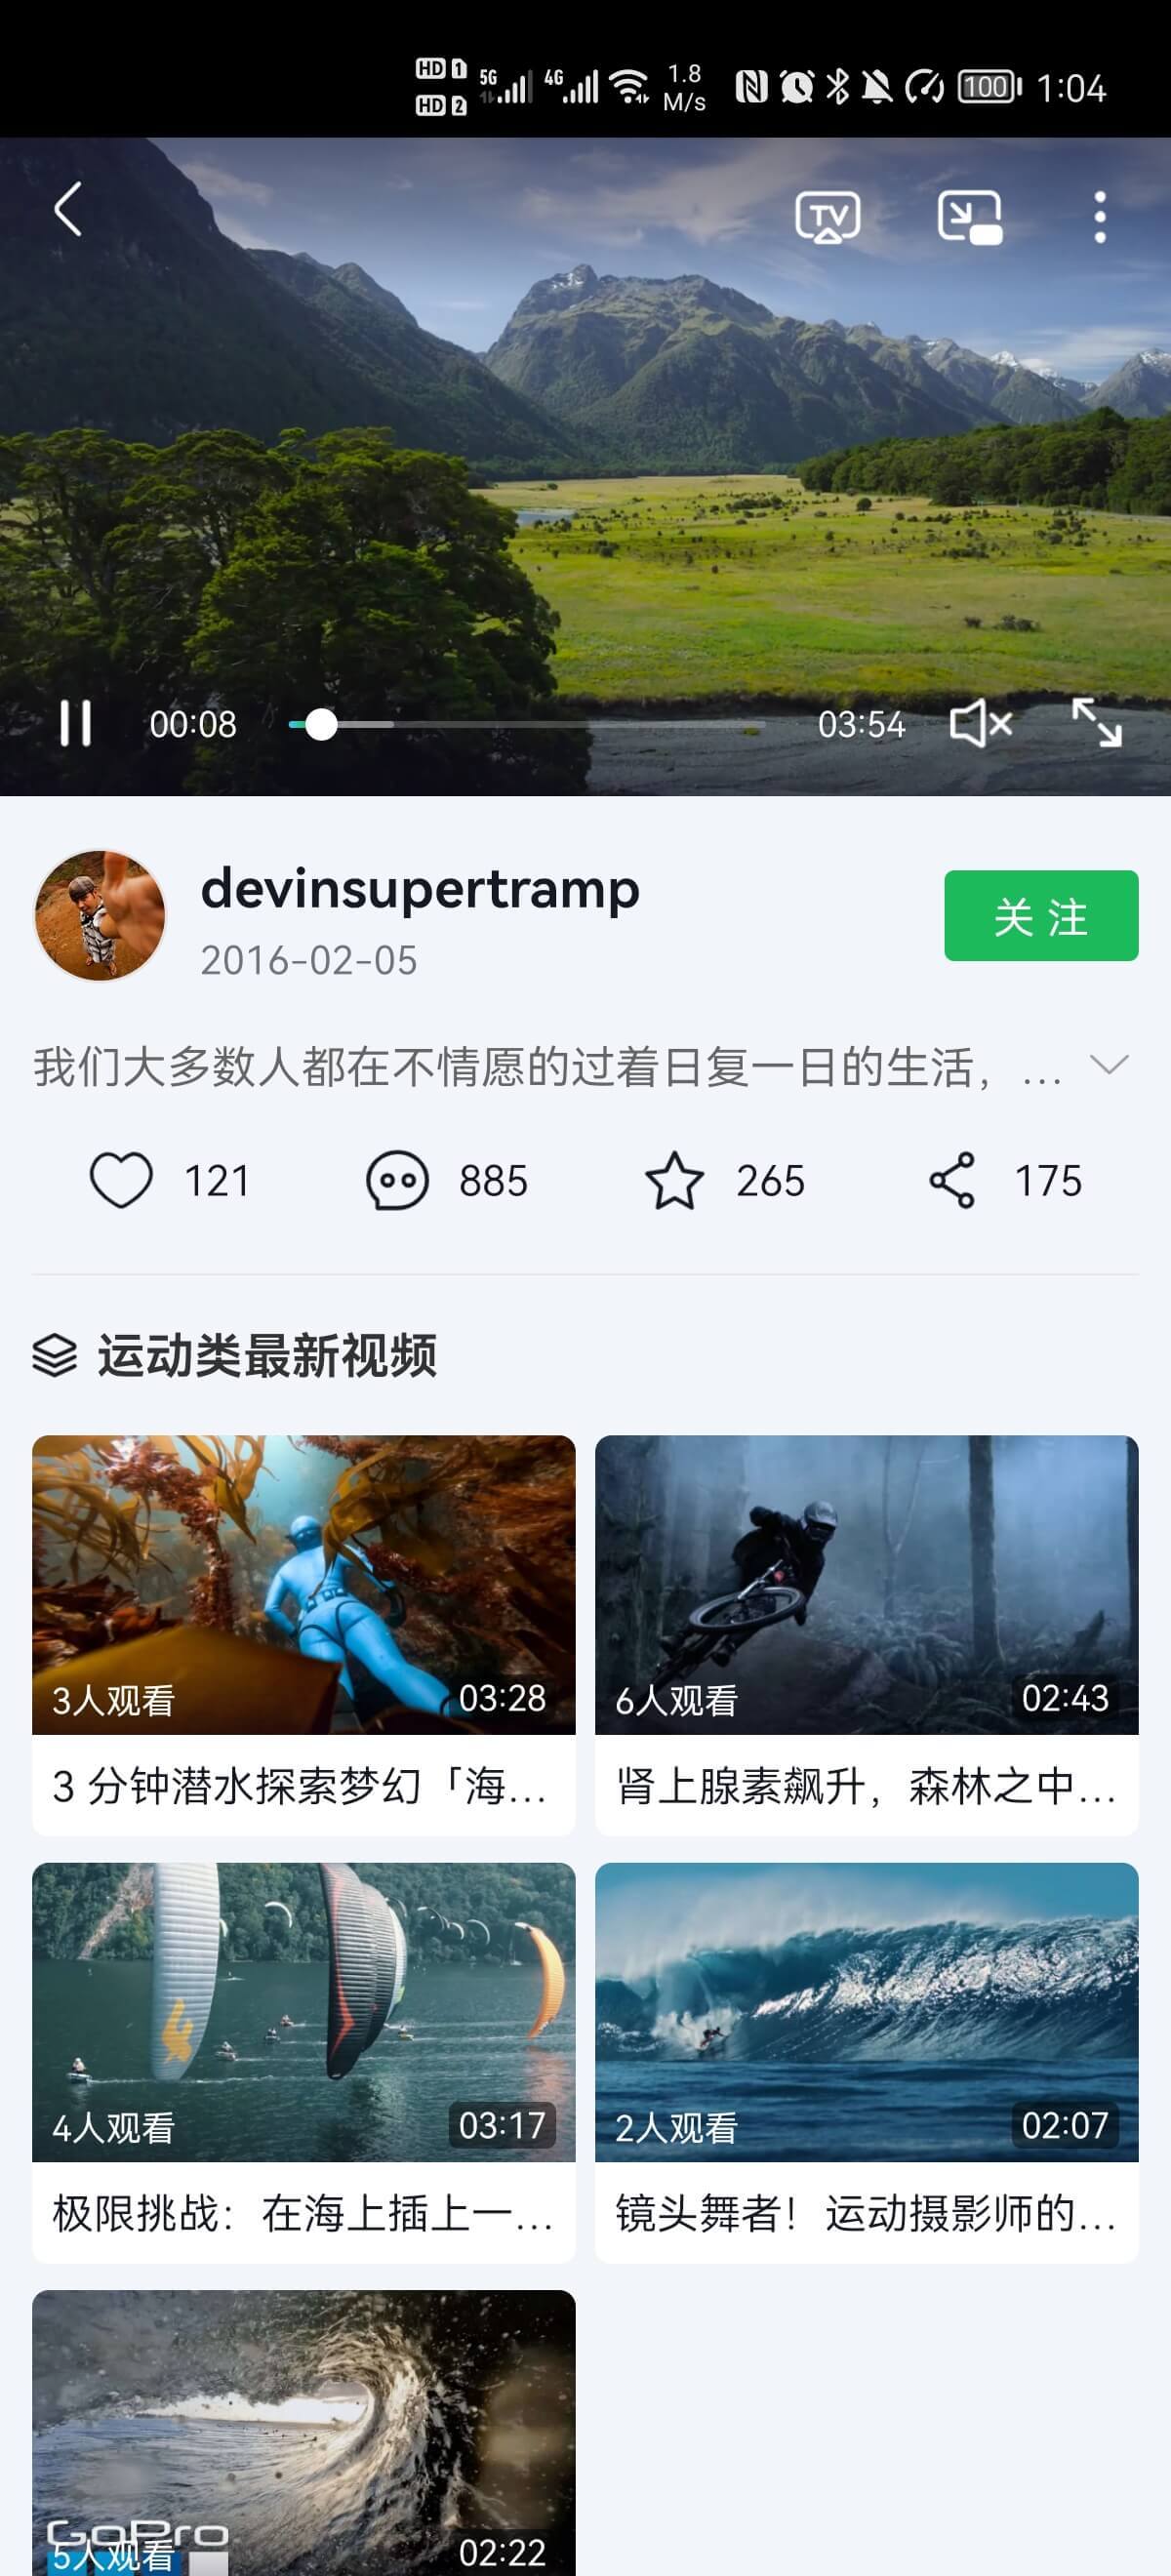 HD 1 5G 4G 1.8 100 1:04
HD 2 M/s
TV
00:08 03:54
devinsupertramp
2016-02-05
关注
我们大多数人都在不情愿的过着日复一日的生活，...
121 885 265 175
运动类最新视频
3人观看 03:28
3 分钟潜水探索梦幻「海...
6人观看 02:43
肾上腺素飙升，森林之中...
4人观看 03:17
极限挑战：在海上插上一...
2人观看 02:07
镜头舞者！运动摄影师的...
GoPro
5人观看 02:22